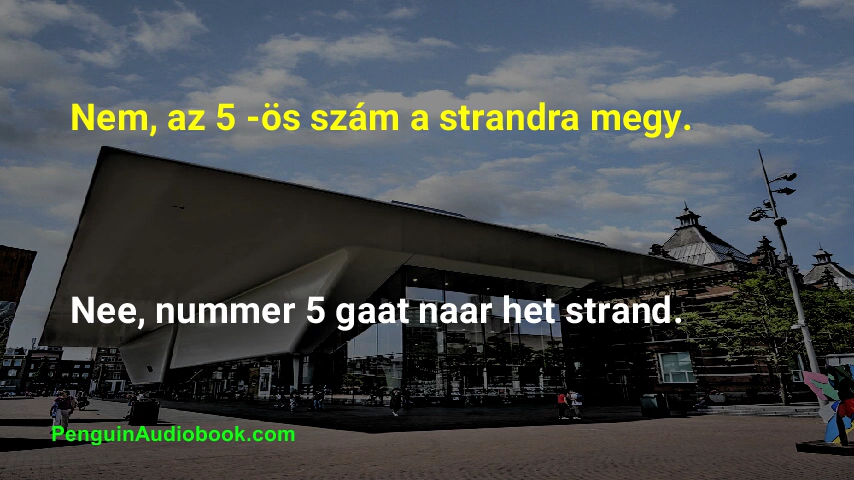 Nem, az 5 -ös szám a strandra megy.
Nee, nummer 5 gaat naar het strand.
PenguinAudiobook.com